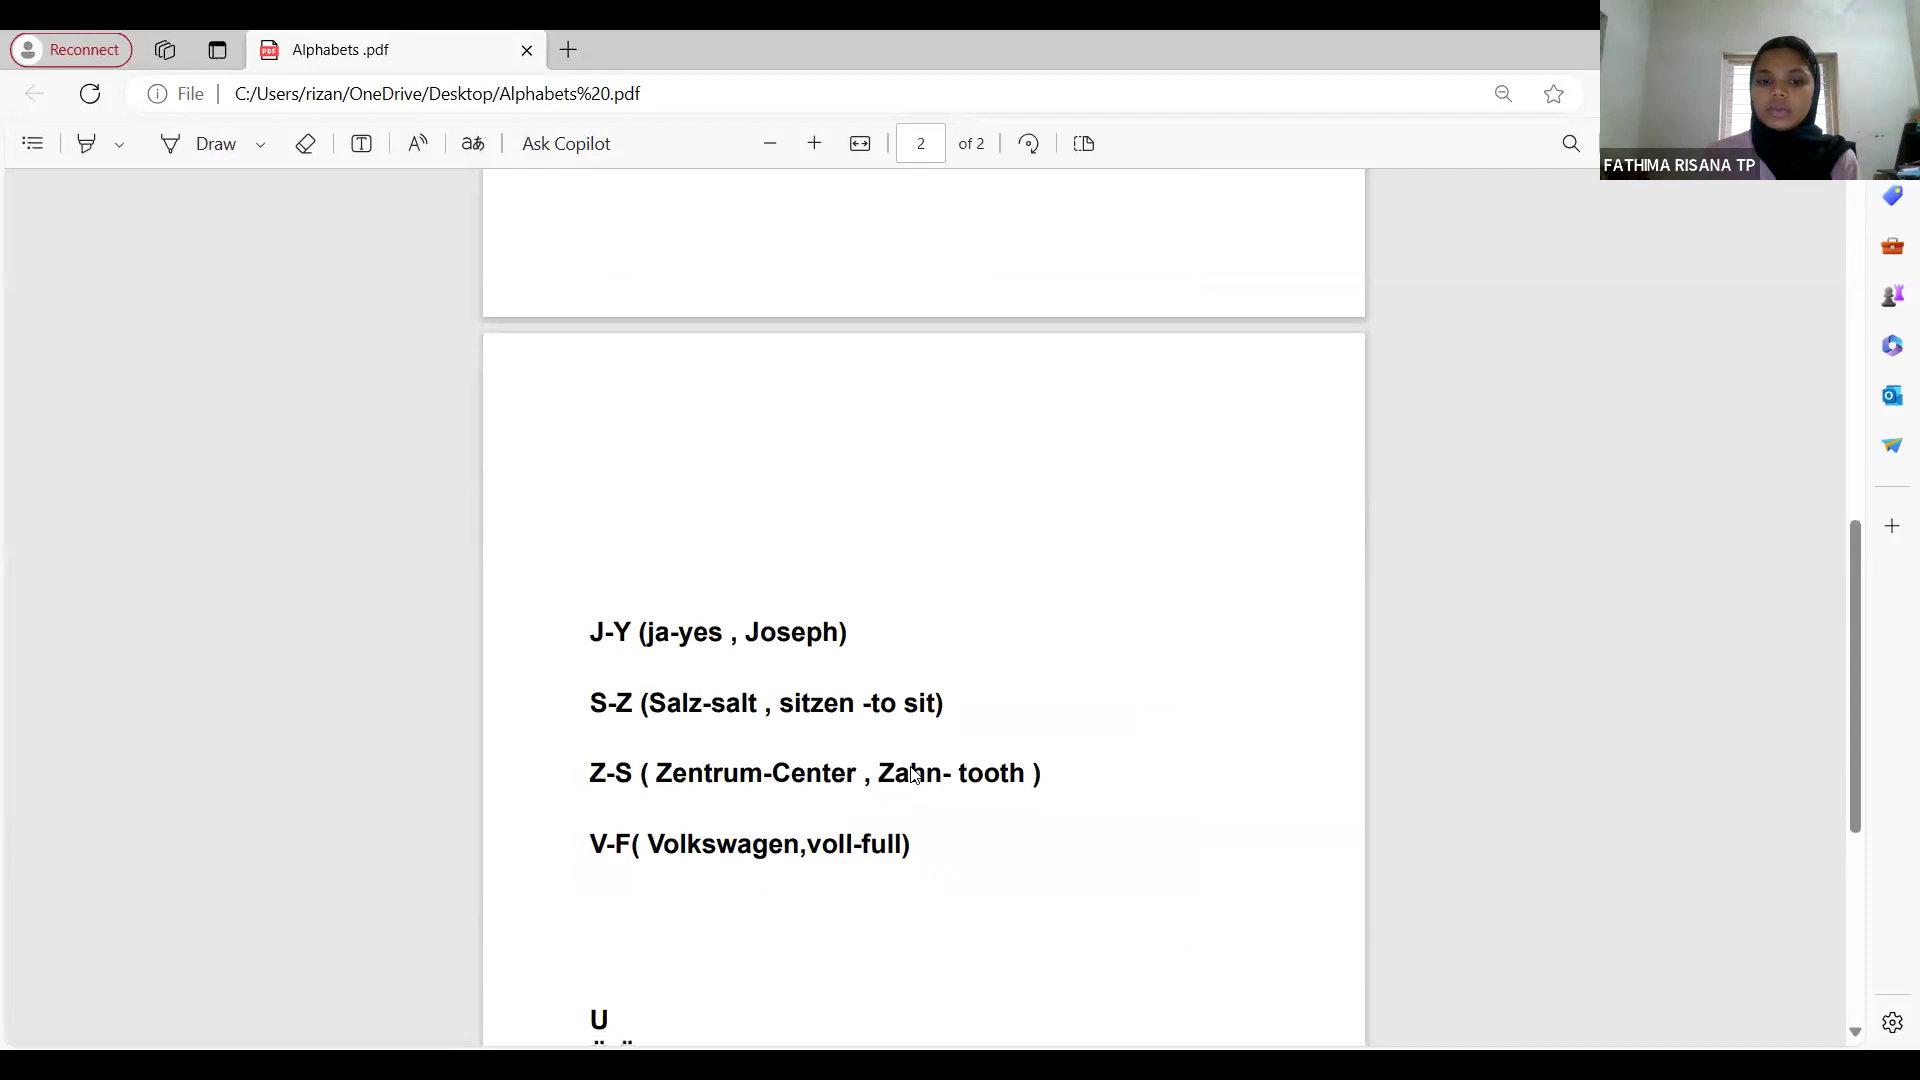 Reconnect
Alphabets .pdf
File
C:/Users/rizan/OneDrive/Desktop/Alphabets%20.pdf
Draw
Ask Copilot
2 of 2
FATHIMA RISANA TP
J-Y (ja-yes , Joseph)
S-Z (Salz-salt , sitzen -to sit)
Z-S ( Zentrum-Center , Zahn- tooth )
V-F( Volkswagen,voll-full)
U